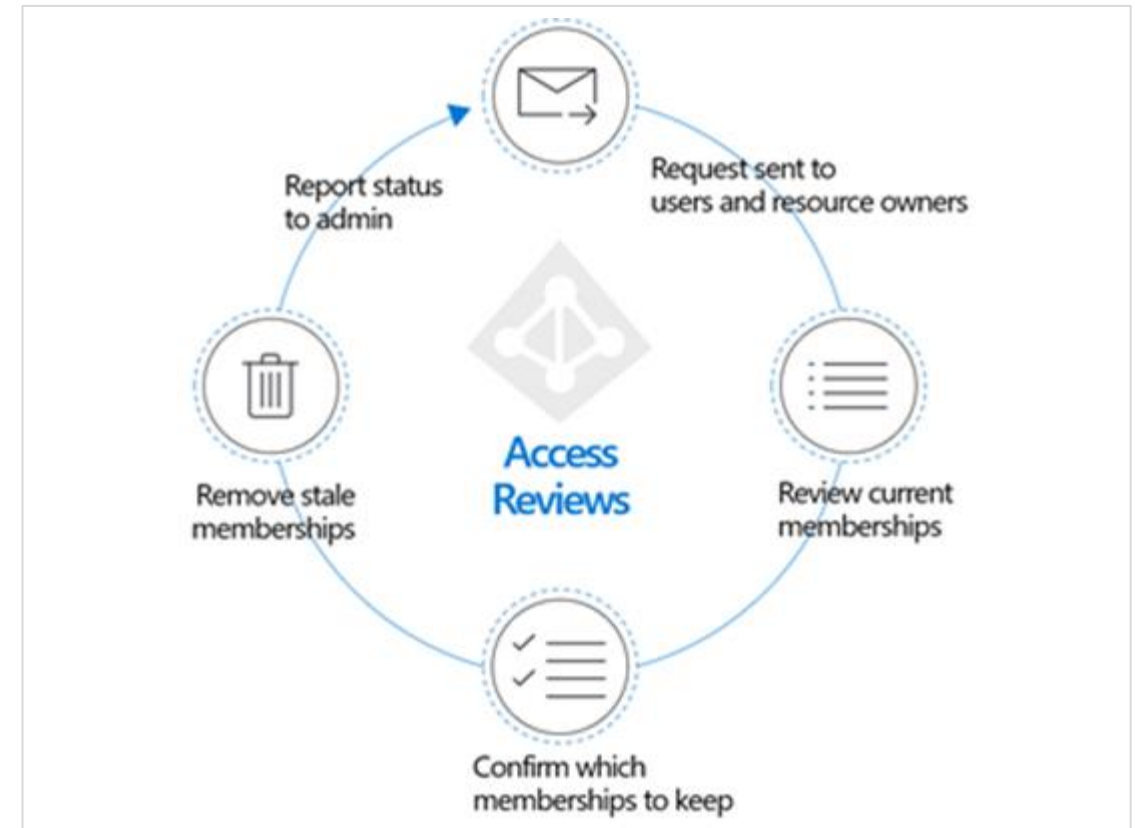 Request sent to
users and resource owners
Report status
to admin
Access
Reviews
Review current
memberships
Remove stale
memberships
Confirm which
memberships to keep